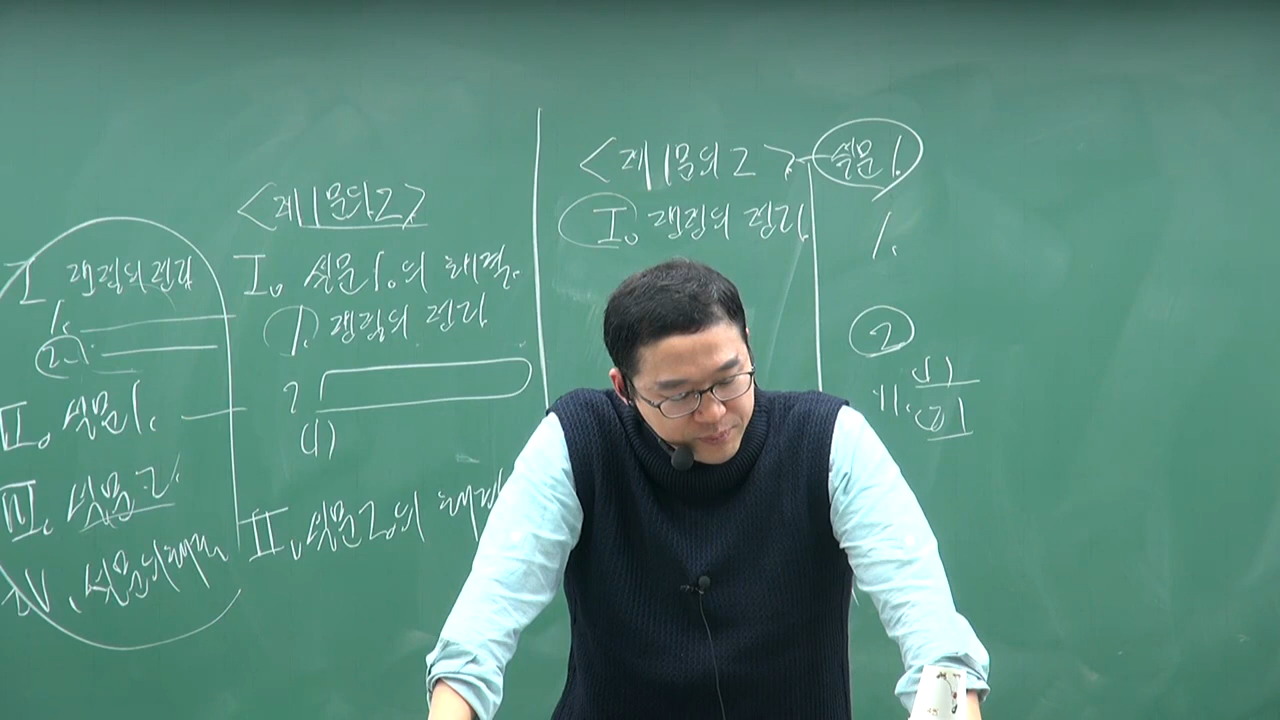 I. 쟁점의 정리
1.
2.
II. 설문1.
III. 설문2.
IV. 설문의 해결
<제1문의2>
I. 설문1.의 해결
1. 쟁점의 정리
2
(1)
II. 설문2.의 해결
<제1문의2>
I. 쟁점의 정리
설문1.
1.
2
(1)